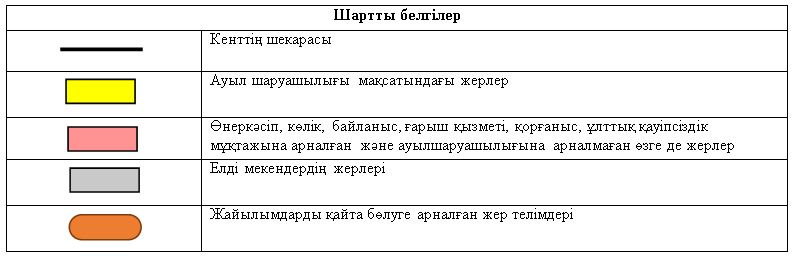 Шартты белгілер
Кенттің шекарасы
Ауыл шаруашылығы мақсатындағы жерлер
Өнеркәсіп, көлік, байланыс, ғарыш қызметі, қорғаныс, ұлттық қауіпсіздік
мұқтажына арналған және ауылшаруашылығына арналмаған өзге де жерлер
Елді мекендердің жерлері
Жайылымдарды қайта бөлуге арналған жер телімдері